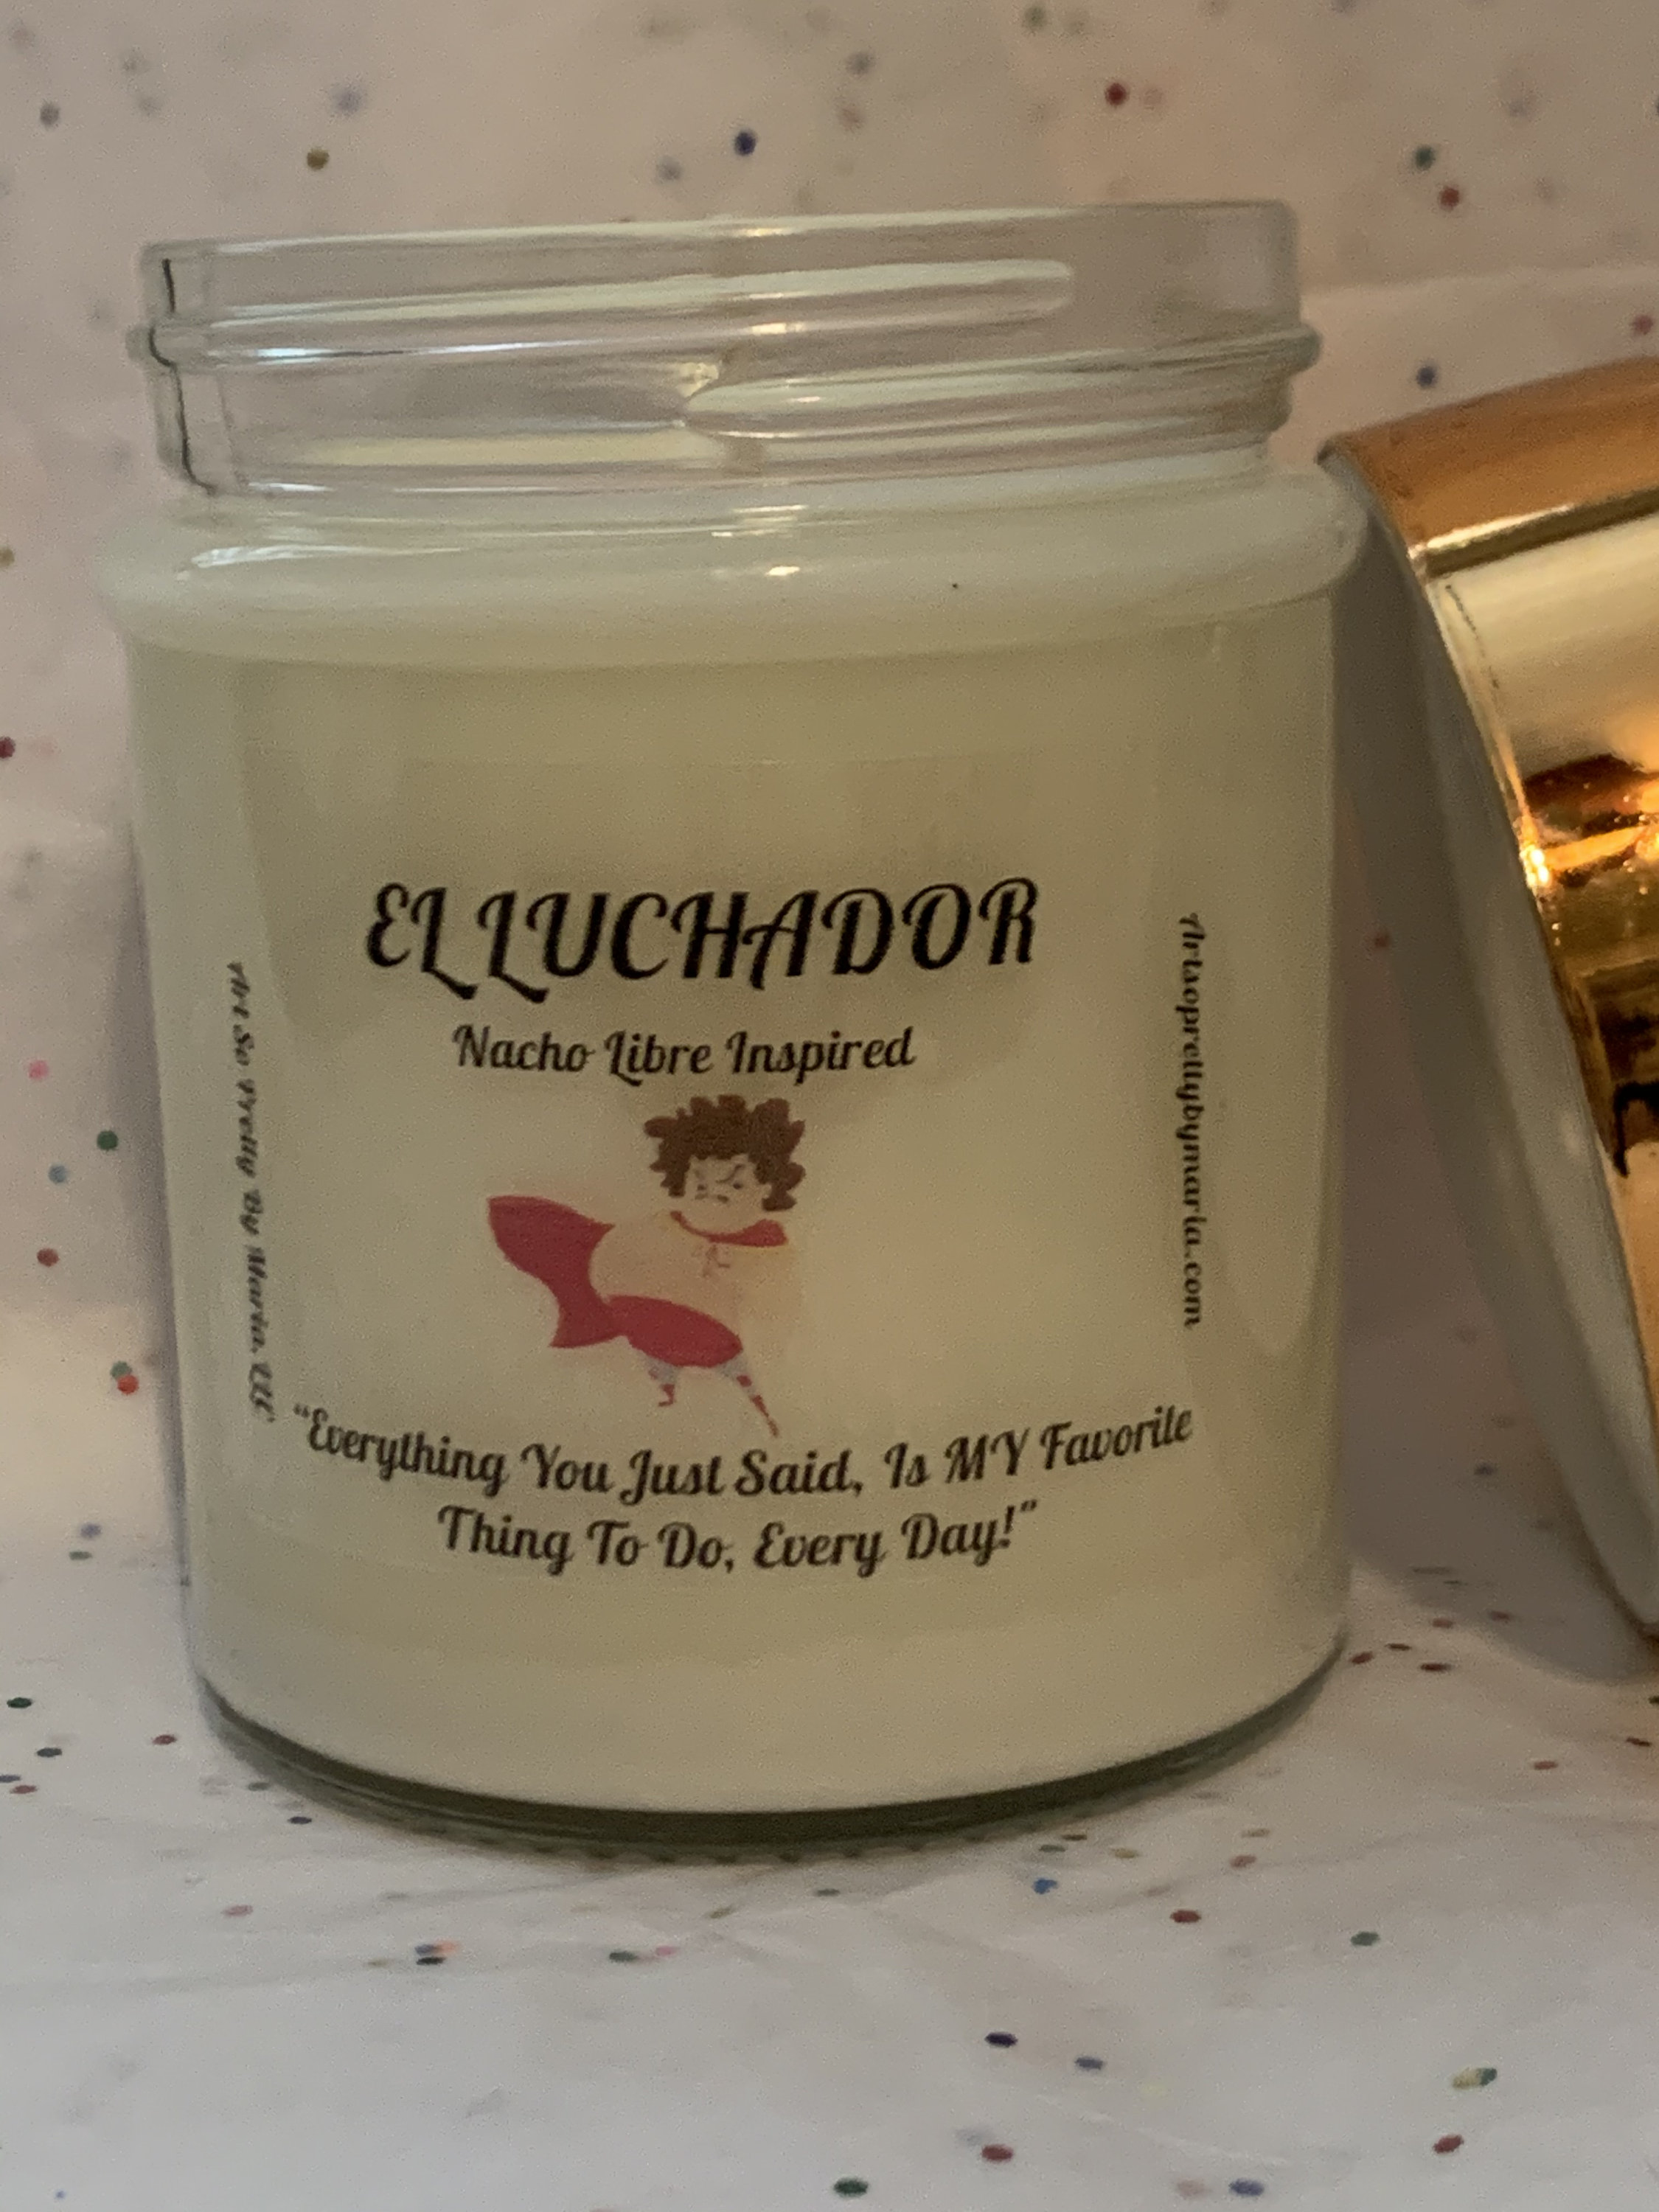 EL LUCHADOR
Nacho Libre Inspired
Art So Pretty By Maria, LLC
Artsoprettybymaria.com
“Everything You Just Said, Is MY Favorite
Thing To Do, Every Day!”